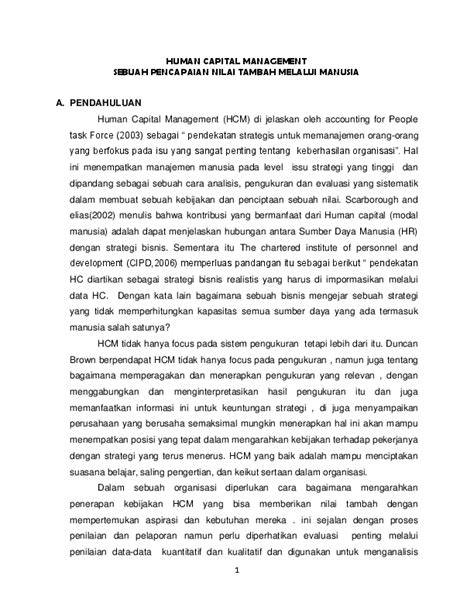 HUMAN CAPITAL MANAGEMENT
SEBUAH PENCAPAIAN NILAI TAMBAH MELALUI MANUSIA
A. PENDAHULUAN
Human Capital Management (HCM) di jelaskan oleh accounting for People
task Force (2003) sebagai “ pendekatan strategis untuk memanajemen orang-orang
yang berfokus pada isu yang sangat penting tentang keberhasilan organisasi”. Hal
ini menempatkan manajemen manusia pada level issu strategi yang tinggi dan
dipandang sebagai sebuah cara analisis, pengukuran dan evaluasi yang sistematik
dalam membuat sebuah kebijakan dan penciptaan sebuah nilai. Scarborough and
elias(2002) menulis bahwa kontribusi yang bermanfaat dari Human capital (modal
manusia) adalah dapat menjelaskan hubungan antara Sumber Daya Manusia (HR)
dengan strategi bisnis. Sementara itu The chartered institute of personnel and
development (CIPD,2006) memperluas pandangan itu sebagai berikut “ pendekatan
HC diartikan sebagai strategi bisnis realistis yang harus di impormasikan melalui
data HC. Dengan kata lain bagaimana sebuah bisnis mengejar sebuah strategi
yang tidak memperhitungkan kapasitas semua sumber daya yang ada termasuk
manusia salah satunya?
HCM tidak hanya focus pada sistem pengukuran tetapi lebih dari itu. Duncan
Brown berpendapat HCM tidak hanya focus pada pengukuran , namun juga tentang
bagaimana memperagakan dan menerapkan pengukuran yang relevan , dengan
menggabungkan dan menginterpretasikan hasil pengukuran itu dan juga
memanfaatkan informasi ini untuk keuntungan strategi , di juga menyampaikan
perusahaan yang berusaha semaksimal mungkin menerapkan hal ini akan mampu
menempatkan posisi yang tepat dalam mengarahkan kebijakan terhadap pekerjanya
dengan strategi yang terus menerus. HCM yang baik adalah mampu menciptakan
suasana belajar, saling pengertian, dan keikut sertaan dalam organisasi.
Dalam sebuah organisasi diperlukan cara bagaimana mengarahkan
penerapan kebijakan HCM yang bisa memberikan nilai tambah dengan
mempertemukan aspirasi dan kebutuhan mereka . ini sejalan dengan proses
penilaian dan pelaporan namun perlu diperhatikan evaluasi penting melalui
penilaian data-data kuantitatif dan kualitatif dan digunakan untuk menganalisis
1